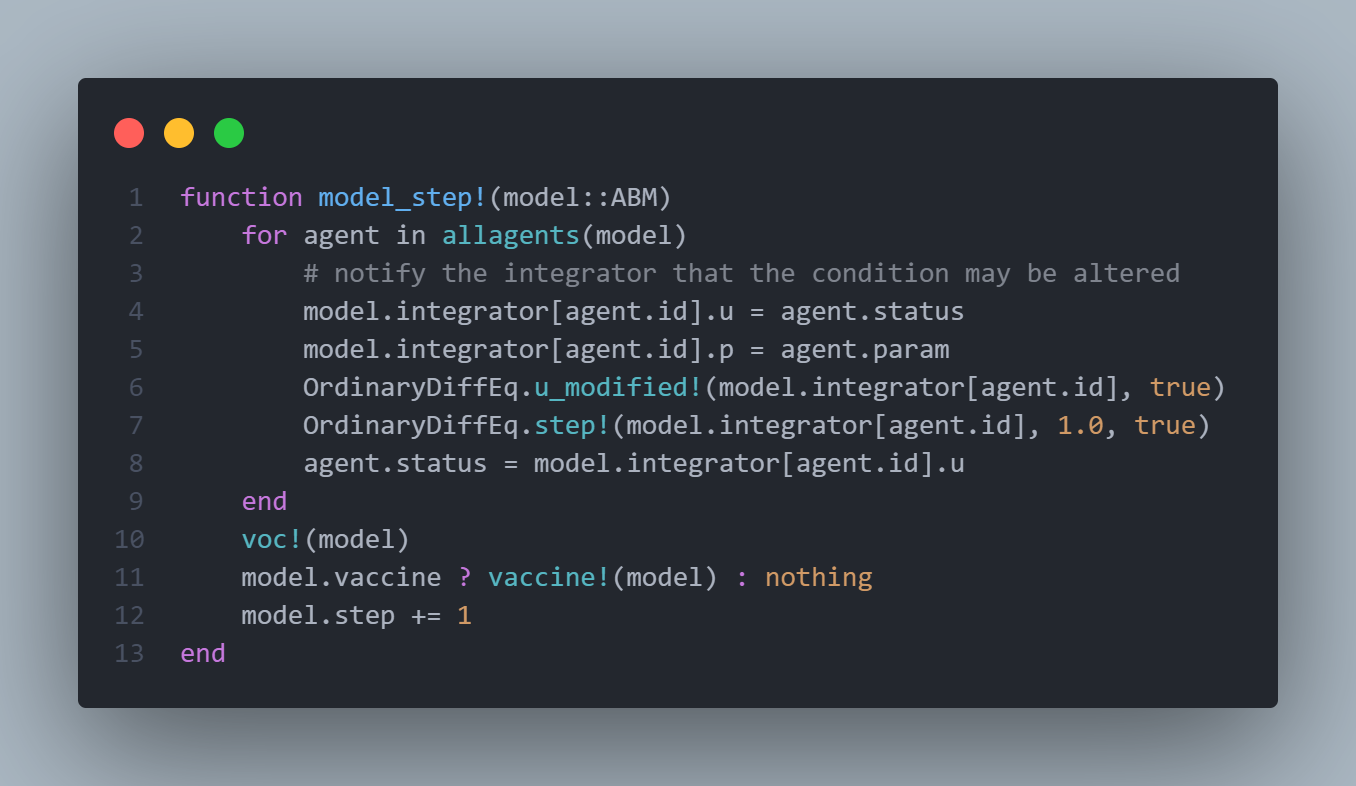 1 function model_step!(model::ABM)
2     for agent in allagents(model)
3         # notify the integrator that the condition may be altered
4         model.integrator[agent.id].u = agent.status
5         model.integrator[agent.id].p = agent.param
6         OrdinaryDiffEq.u_modified!(model.integrator[agent.id], true)
7         OrdinaryDiffEq.step!(model.integrator[agent.id], 1.0, true)
8         agent.status = model.integrator[agent.id].u
9     end
10     voc!(model)
11     model.vaccine ? vaccine!(model) : nothing
12     model.step += 1
13 end